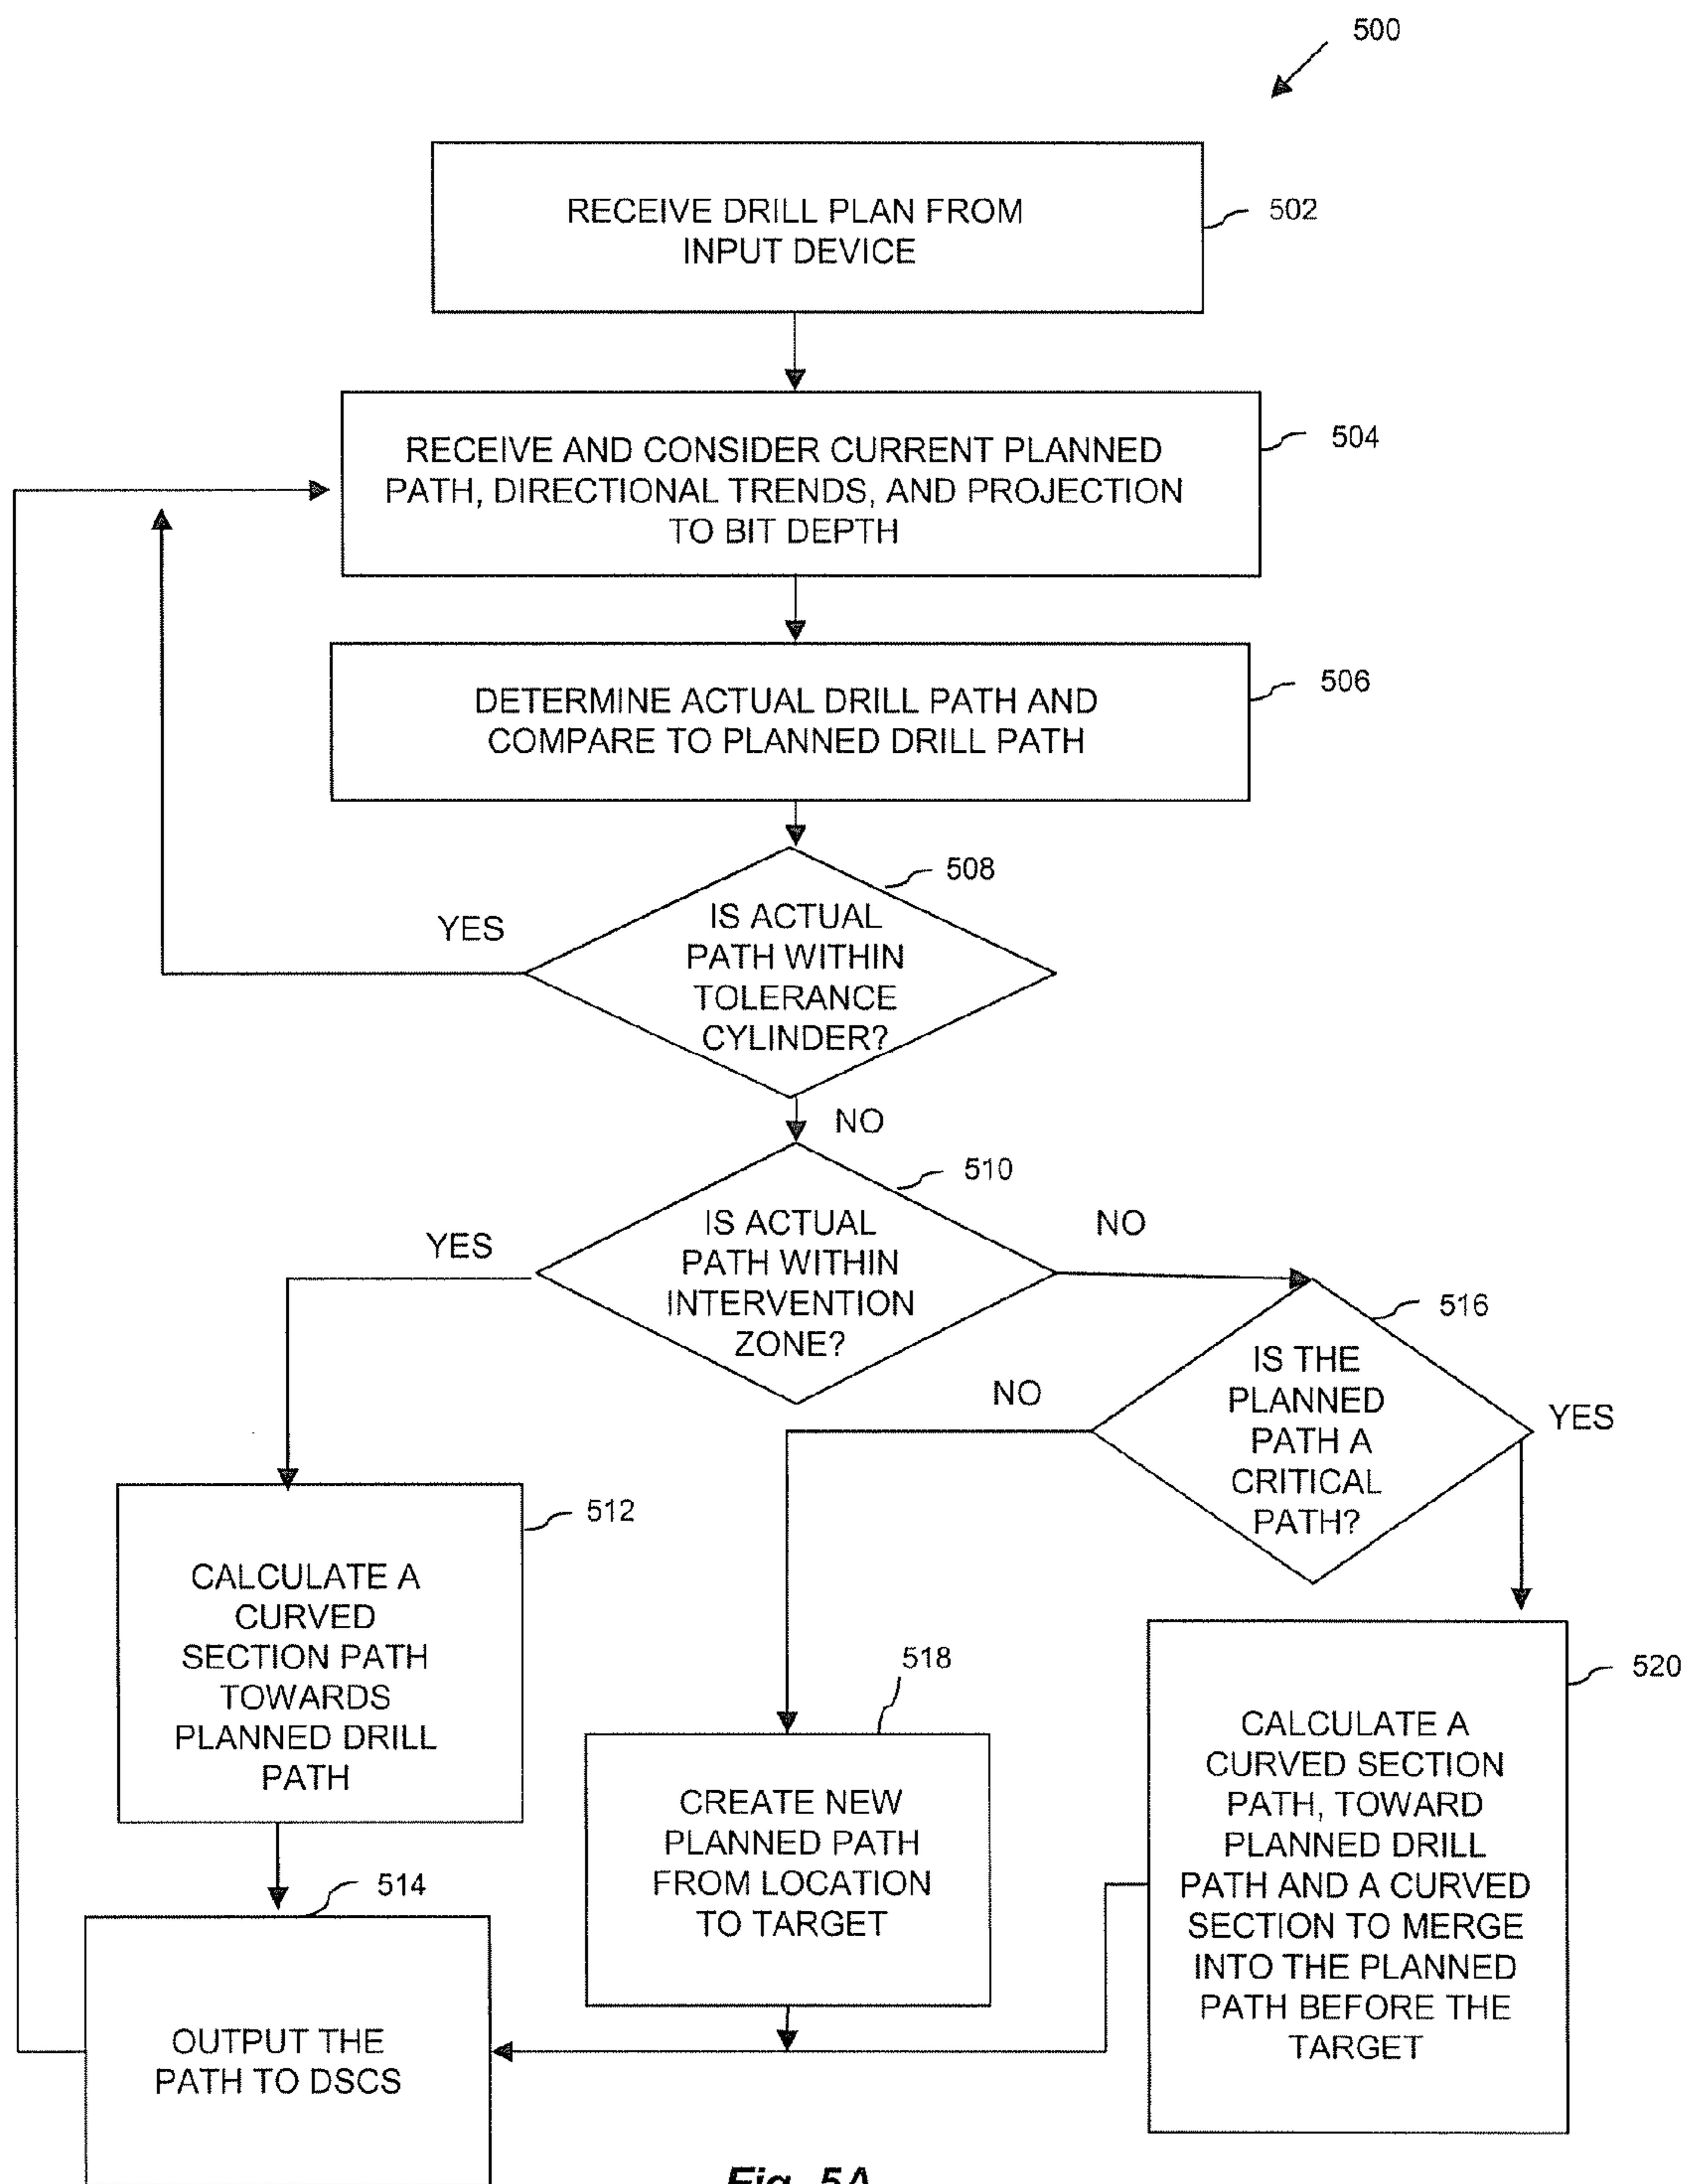 500
RECEIVE DRILL PLAN FROM
INPUT DEVICE
502
RECEIVE AND CONSIDER CURRENT PLANNED
PATH, DIRECTIONAL TRENDS, AND PROJECTION
TO BIT DEPTH
504
DETERMINE ACTUAL DRILL PATH AND
COMPARE TO PLANNED DRILL PATH
506
508
YES
IS ACTUAL
PATH WITHIN
TOLERANCE
CYLINDER?
NO
510
YES
IS ACTUAL
PATH WITHIN
INTERVENTION
ZONE?
NO
516
NO
IS THE
PLANNED
PATH A
CRITICAL
PATH?
YES
512
CALCULATE A
CURVED
SECTION PATH
TOWARDS
PLANNED DRILL
PATH
518
CREATE NEW
PLANNED PATH
FROM LOCATION
TO TARGET
520
CALCULATE A
CURVED SECTION
PATH, TOWARD
PLANNED DRILL
PATH AND A CURVED
SECTION TO MERGE
INTO THE PLANNED
PATH BEFORE THE
TARGET
514
OUTPUT THE
PATH TO DSCS
Fig. 5A